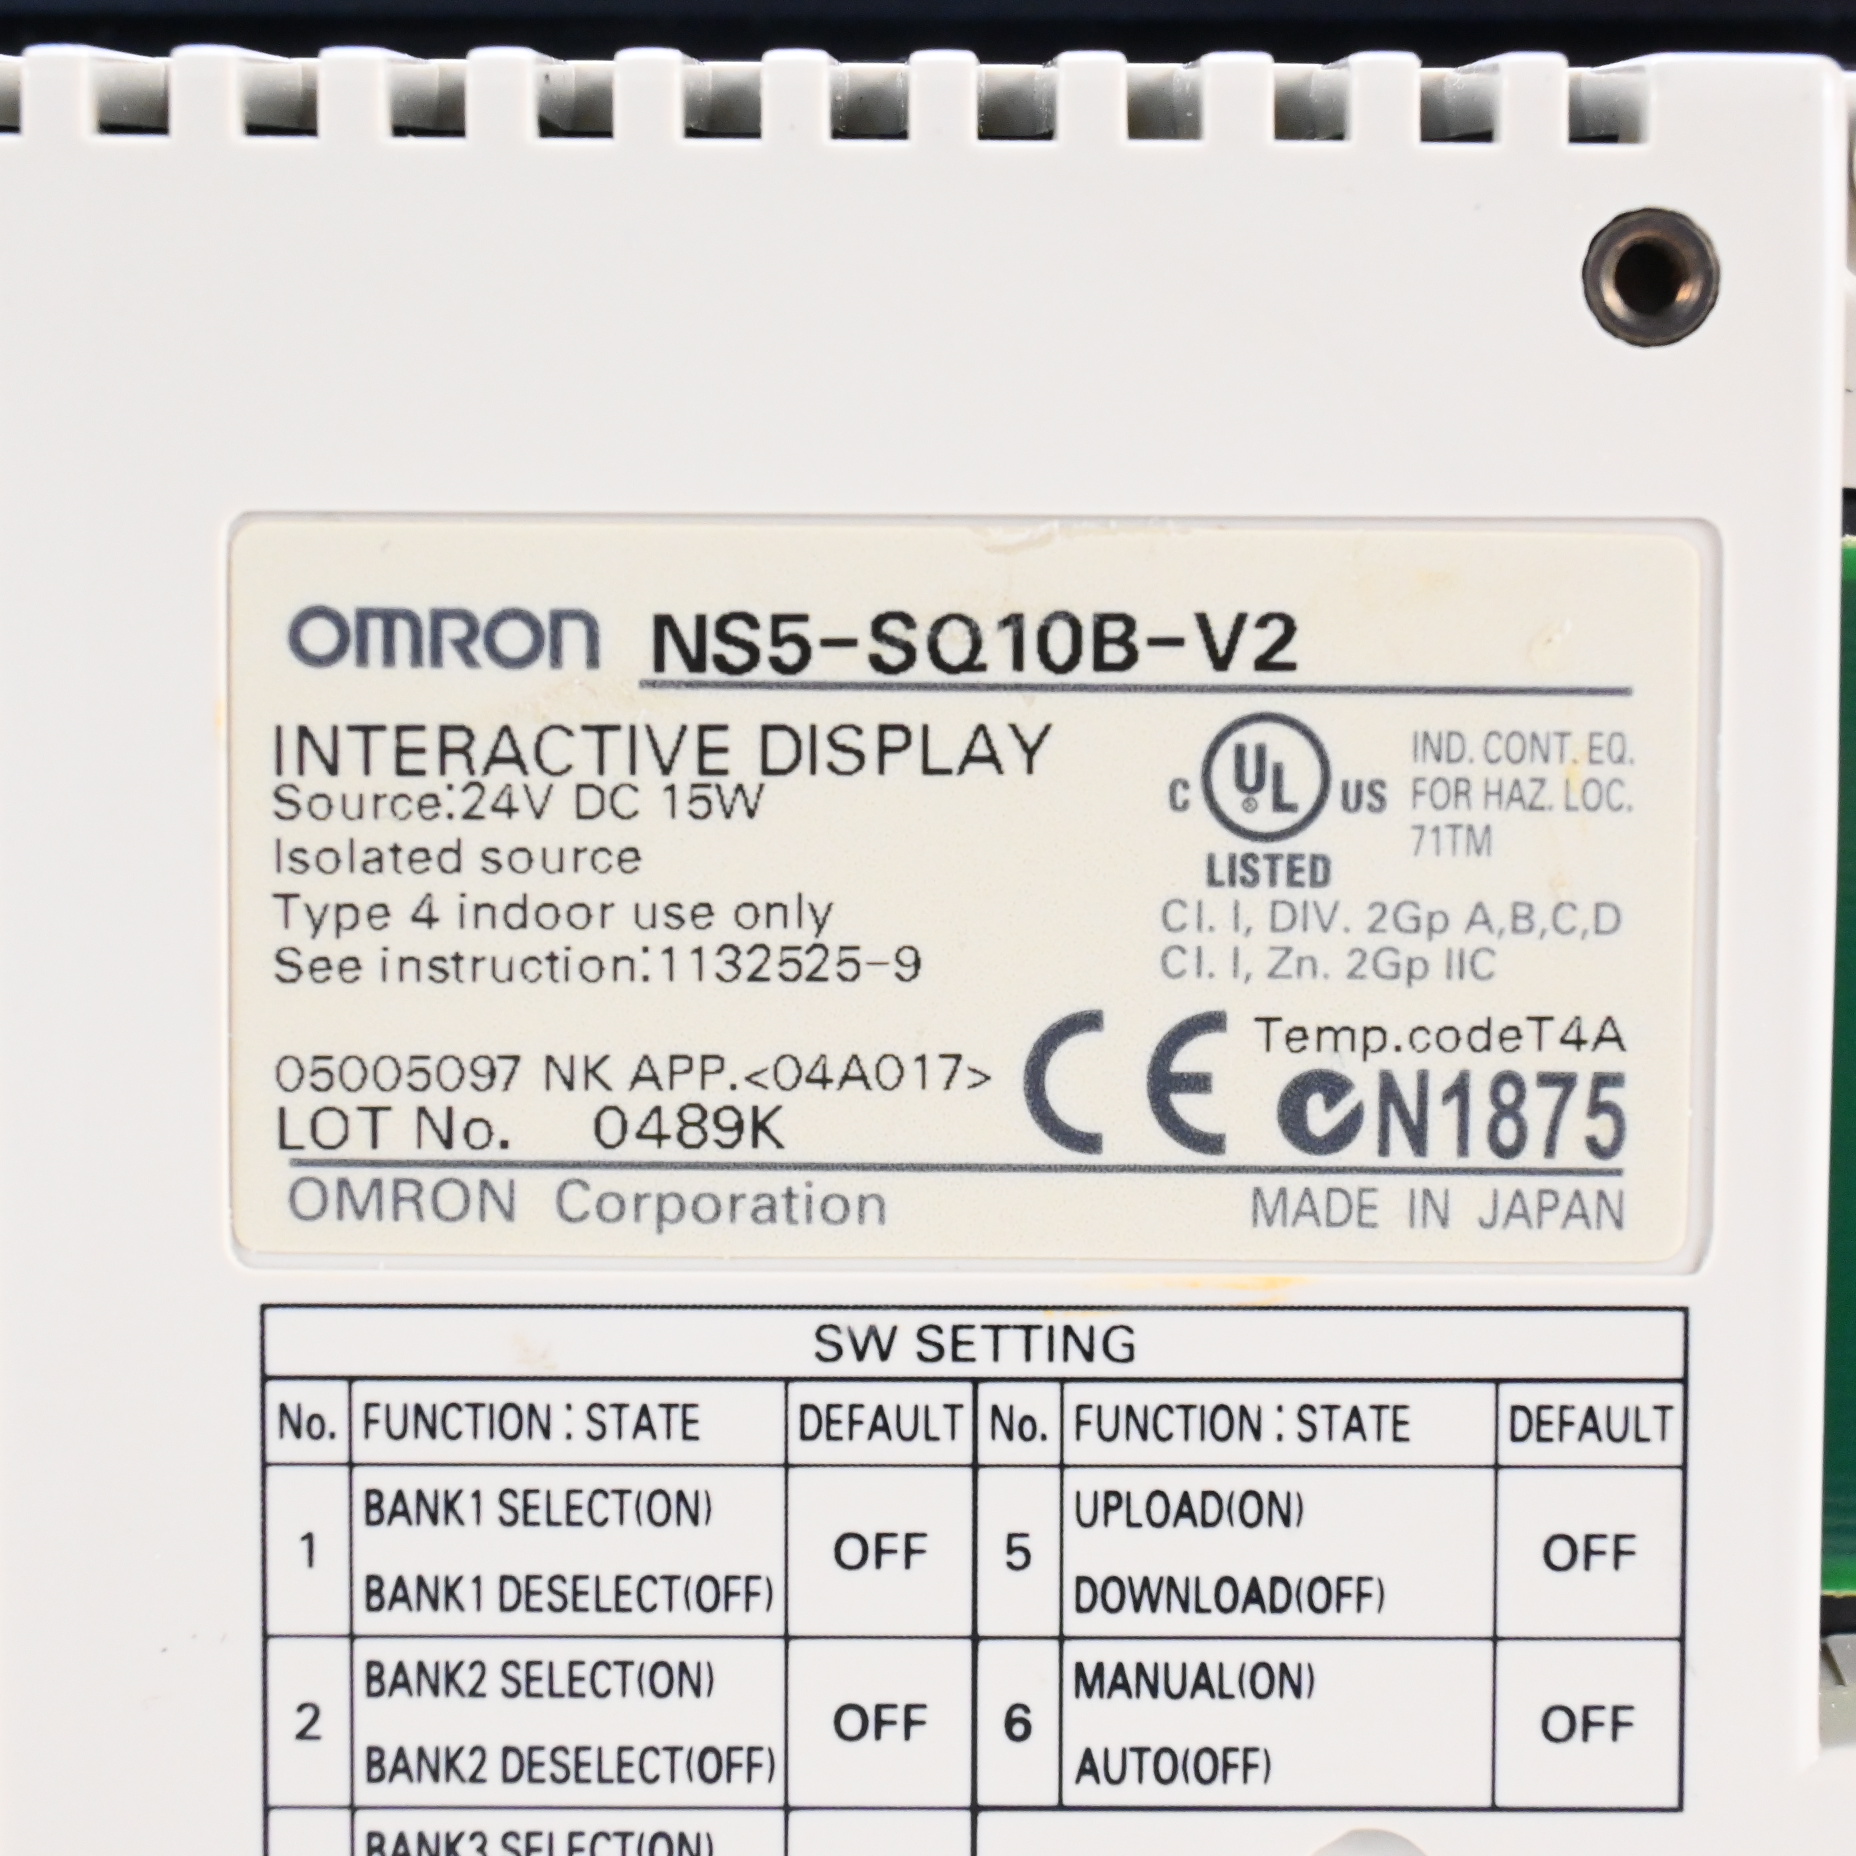 OMRON NS5-SQ10B-V2
INTERACTIVE DISPLAY
Source:24V DC 15W
Isolated source
Type 4 indoor use only
See instruction:1132525-9
C UL ® US
LISTED
IND. CONT. EQ.
FOR HAZ. LOC.
71TM
Cl. I, DIV. 2Gp A,B,C,D
Cl. I, Zn. 2Gp IIC
Temp.codeT4A
05005097 NK APP.<04A017>
LOT No. 0489K
CE
N1875
OMRON Corporation MADE IN JAPAN
SW SETTING
No. FUNCTION:STATE DEFAULT No. FUNCTION:STATE DEFAULT
1 BANK1 SELECT(ON) BANK1 DESELECT(OFF) OFF
5 UPLOAD(ON) DOWNLOAD(OFF) OFF
2 BANK2 SELECT(ON) BANK2 DESELECT(OFF) OFF
6 MANUAL(ON) AUTO(OFF) OFF
BANK3 SELECT(ON)